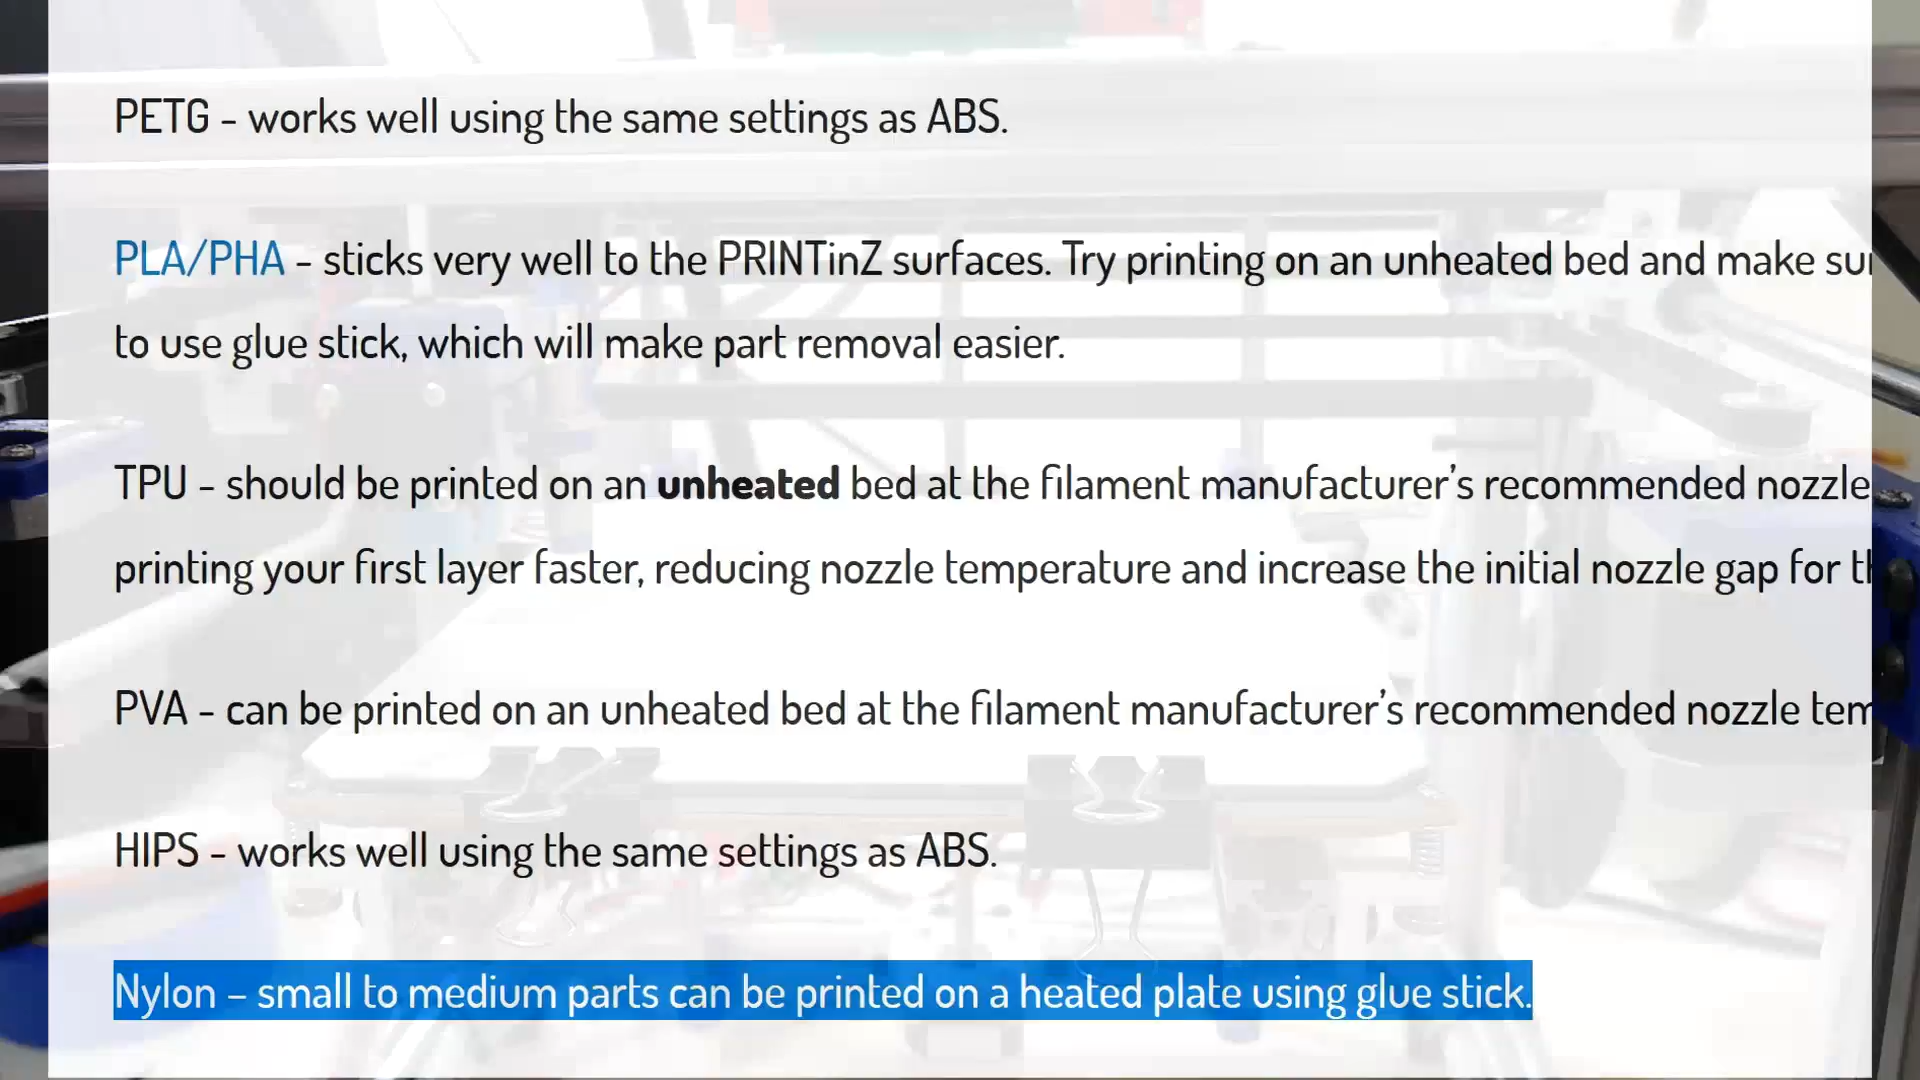 PETG – works well using the same settings as ABS.
PLA/PHA – sticks very well to the PRINTinZ surfaces. Try printing on an unheated bed and make
to use glue stick, which will make part removal easier.
TPU – should be printed on an unheated bed at the filament manufacturer’s recommended nozzle
printing your first layer faster, reducing nozzle temperature and increase the initial nozzle gap for
PVA – can be printed on an unheated bed at the filament manufacturer’s recommended nozzle
HIPS – works well using the same settings as ABS.
Nylon – small to medium parts can be printed on a heated plate using glue stick.